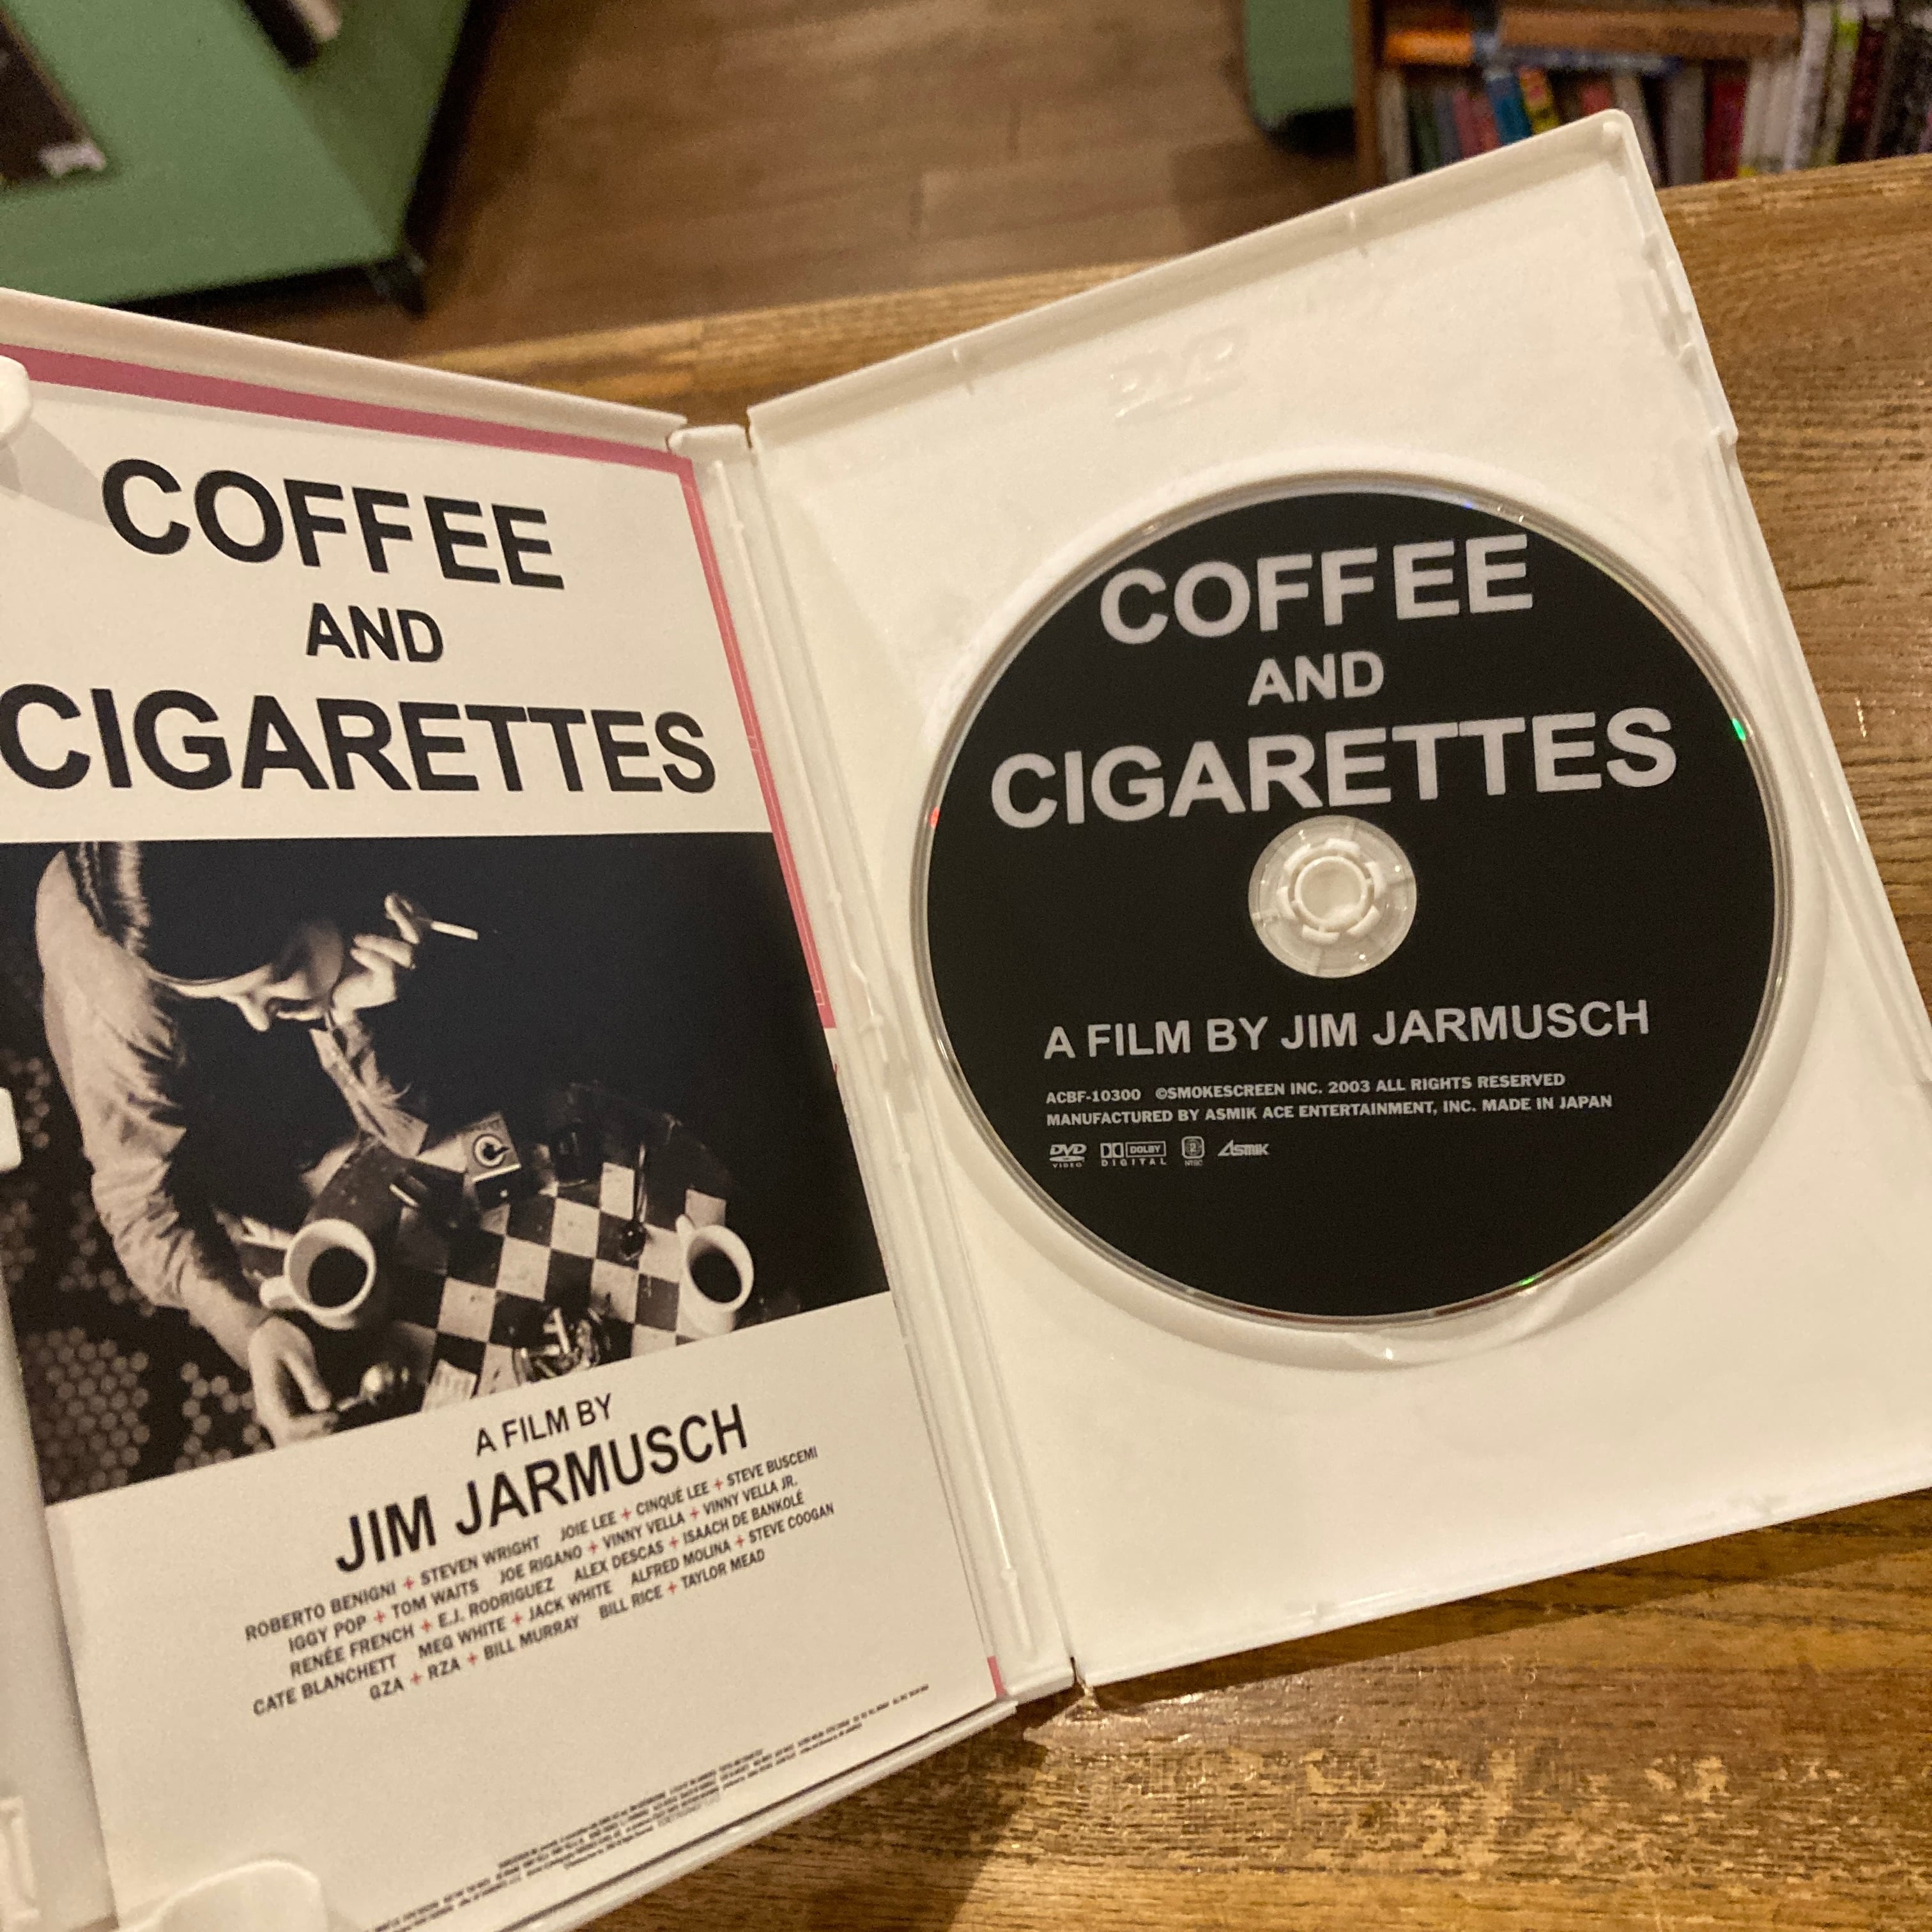 COFFEE
AND
CIGARETTES
A FILM BY
JIM JARMUSCH
ROBERTO BENIGNI + STEVEN WRIGHT JOIE LEE + CINQUÉ LEE + STEVE BUSCEMI
IGGY POP + TOM WAITS JOE RIGANO + VINNY VELLA + VINNY VELLA JR.
RENÉE FRENCH + E.J. RODRIGUEZ ALEX DESCAS + ISAACH DE BANKOLÉ
CATE BLANCHETT MEG WHITE + JACK WHITE ALFRED MOLINA + STEVE COOGAN
GZA + RZA + BILL MURRAY BILL RICE + TAYLOR MEAD
DVD
COFFEE
AND
CIGARETTES
A FILM BY JIM JARMUSCH
ACBF-10300 ©SMOKESCREEN INC. 2003 ALL RIGHTS RESERVED
MANUFACTURED BY ASMIK ACE ENTERTAINMENT, INC. MADE IN JAPAN
DVD VIDEO DOLBY DIGITAL 2 NTSC ASMIK